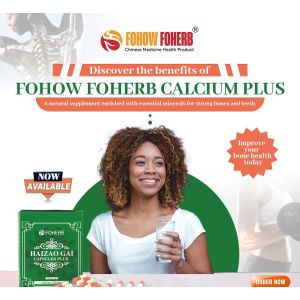 FOHOW FOHERB®
Chinese Medicine Health Product
Discover the benefits of
FOHOW FOHERB CALCIUM PLUS
A natural supplement enriched with essential minerals for strong bones and teeth.
Improve
your
bone health
today
NOW
AVAILABLE
FOHERB
HAIZAO GAI
CAPSULES PLUS
ORDER NOW